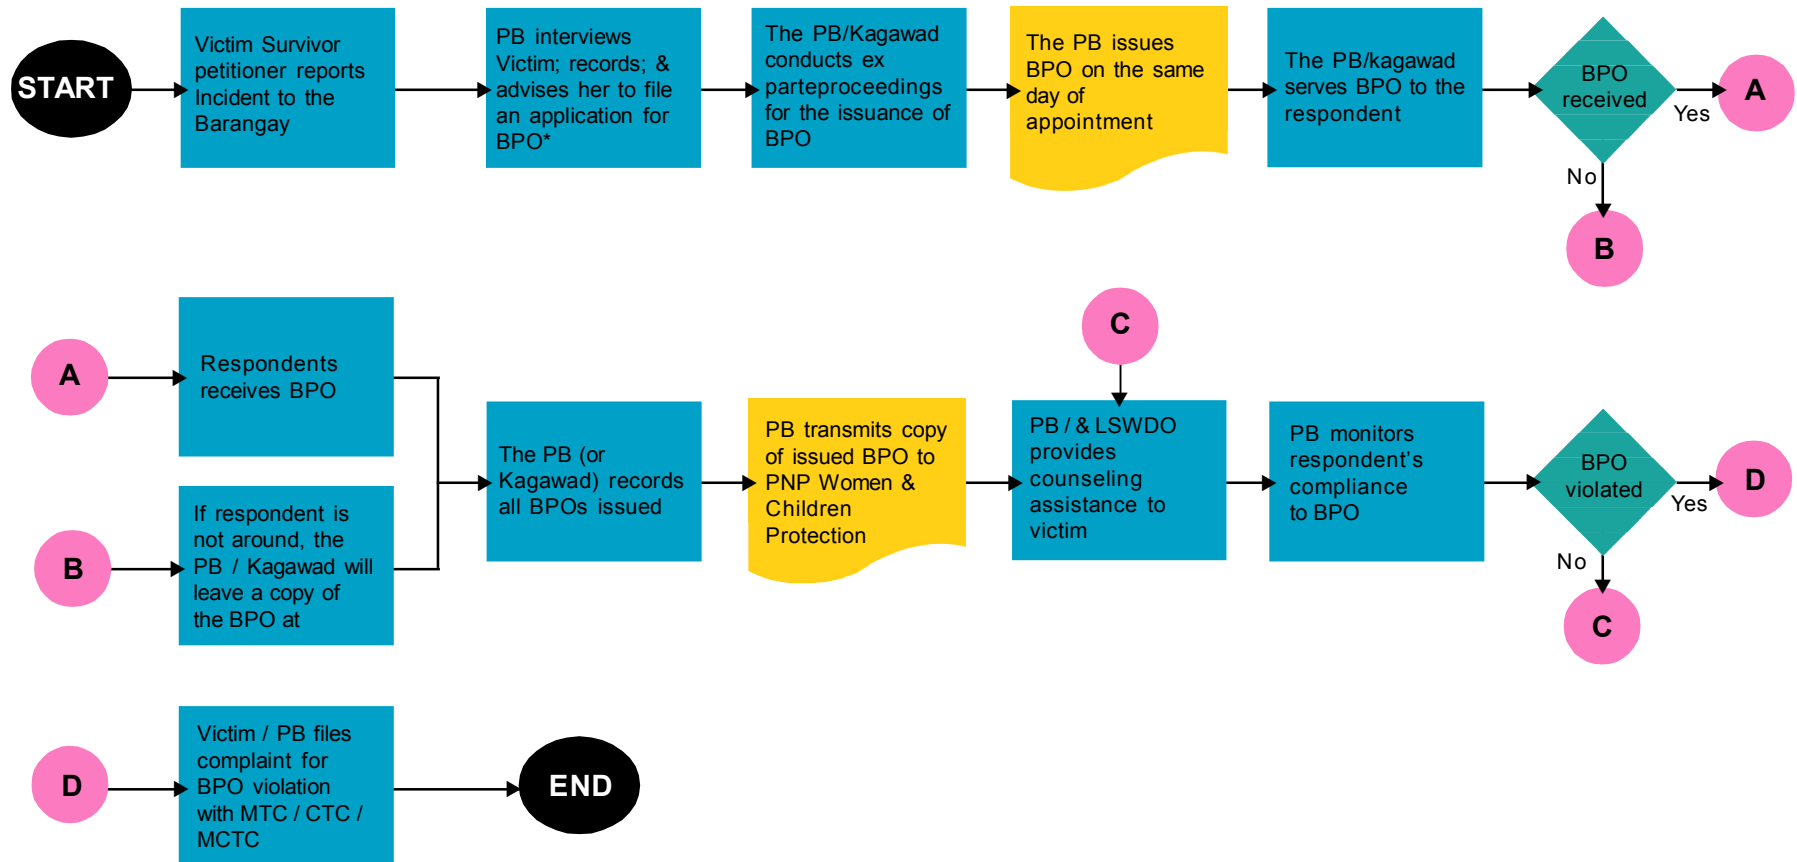 START
Victim Survivor
petitioner reports
Incident to the
Barangay
PB interviews
Victim; records; &
advises her to file
an application for
BPO*
The PB/Kagawad
conducts ex
parteproceedings
for the issuance of
BPO
The PB issues
BPO on the same
day of
appointment
The PB/kagawad
serves BPO to the
respondent
BPO
received
Yes
A
No
B
A
Respondents
receives BPO
B
If respondent is
not around, the
PB / Kagawad will
leave a copy of
the BPO at
The PB (or
Kagawad) records
all BPOs issued
PB transmits copy
of issued BPO to
PNP Women &
Children
Protection
C
PB / & LSWDO
provides
counseling
assistance to
victim
PB monitors
respondent’s
compliance
to BPO
BPO
violated
Yes
D
No
C
D
Victim / PB files
complaint for
BPO violation
with MTC / CTC /
MCTC
END